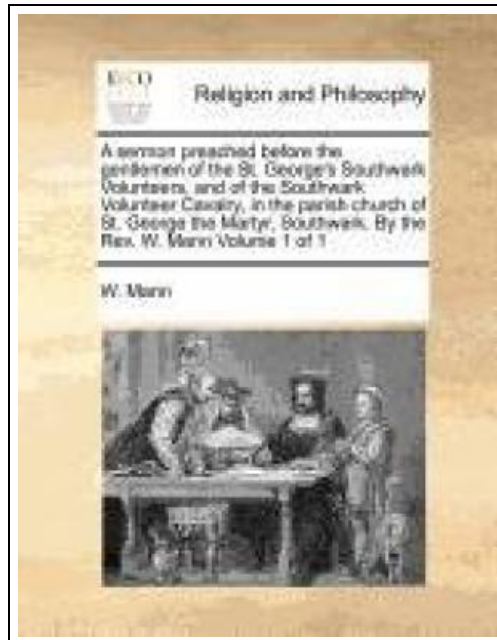 ECCO
Religion and Philosophy
A sermon preached before the
gentlemen of the St. George's Southwark
Volunteers, and of the Southwark
Volunteer Cavalry, in the parish church of
St. George the Martyr, Southwark. By the
Rev. W. Mann Volume 1 of 1
W. Mann